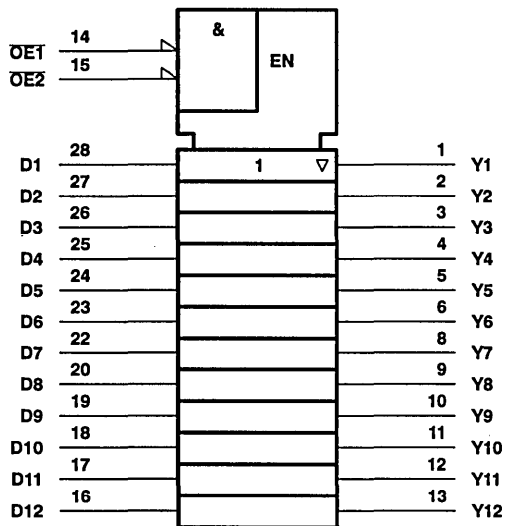 &
OE1 14
EN
OE2 15
D1 28 1 ▽ 1 Y1
D2 27 2 Y2
D3 26 3 Y3
D4 25 4 Y4
D5 24 5 Y5
D6 23 6 Y6
D7 22 8 Y7
D8 20 9 Y8
D9 19 10 Y9
D10 18 11 Y10
D11 17 12 Y11
D12 16 13 Y12